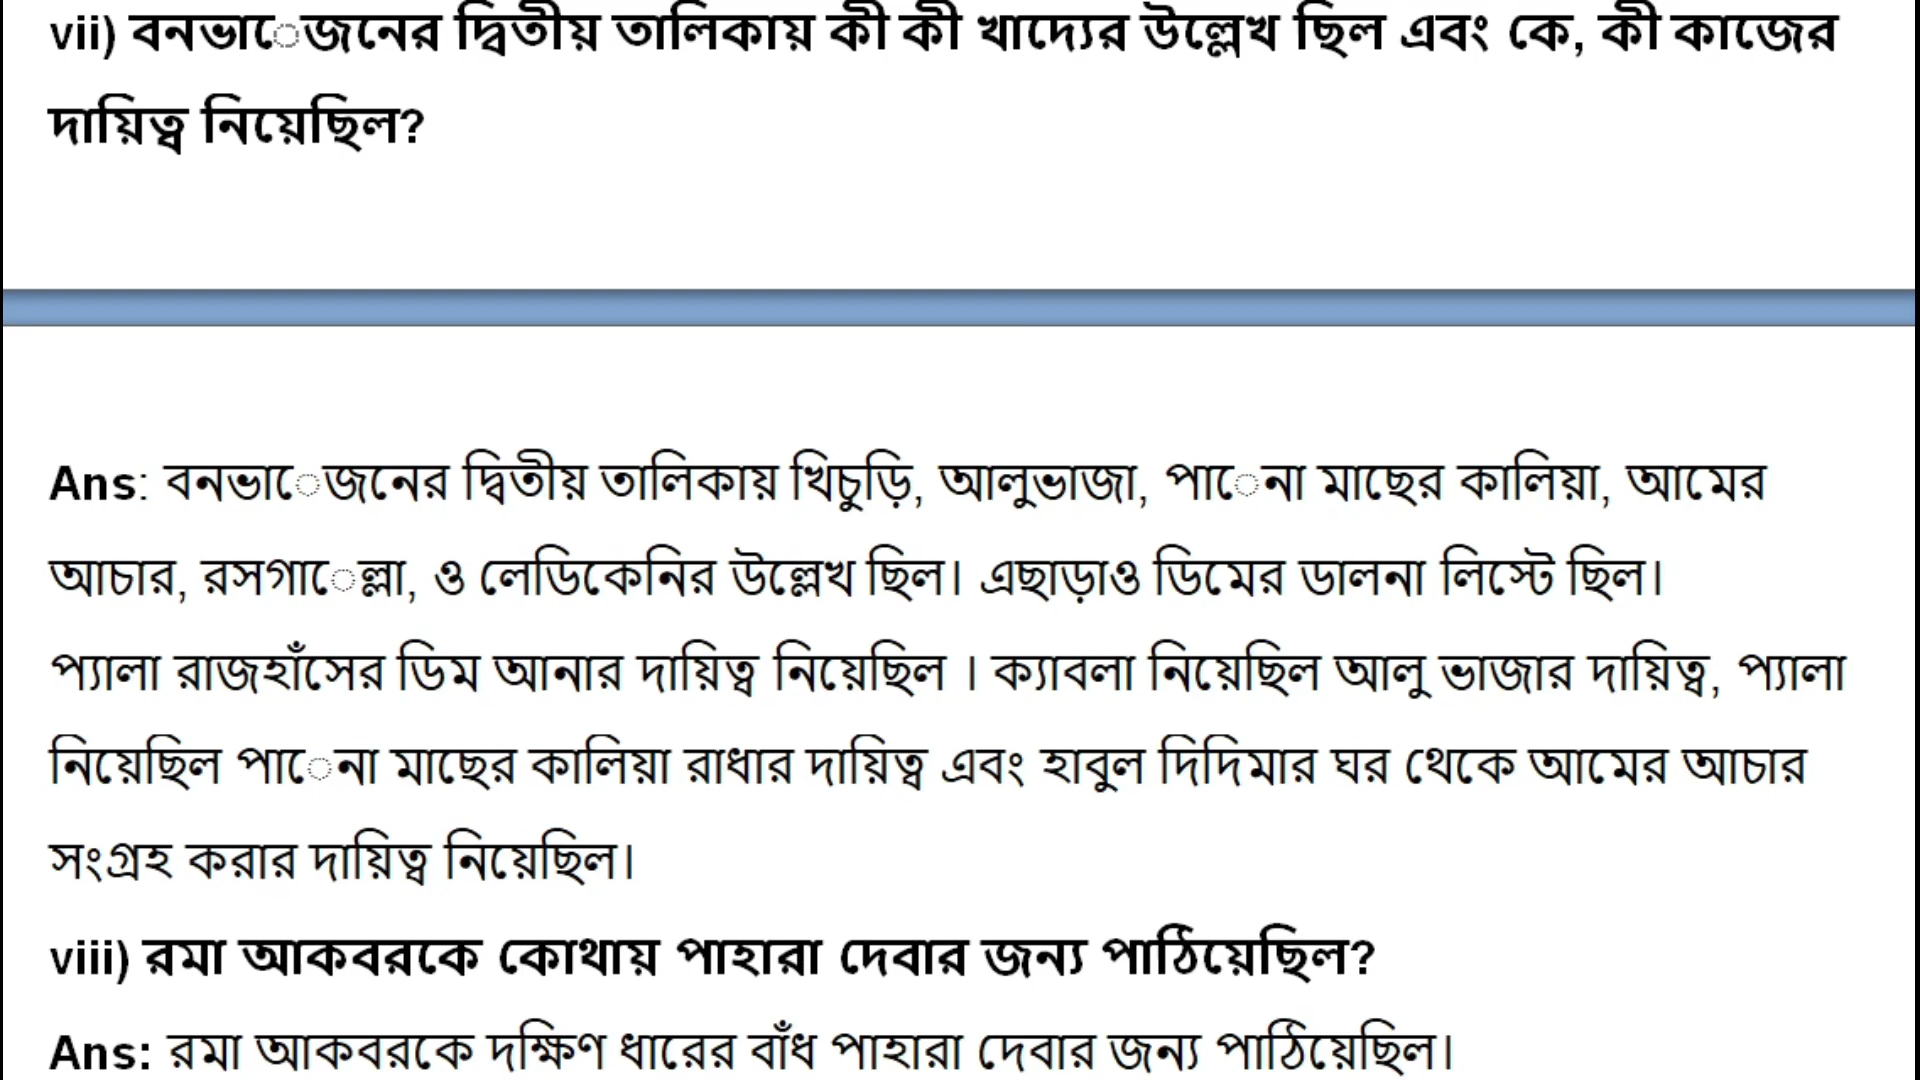 vii) বনভােজনের দ্বিতীয় তালিকায় কী কী খাদ্যের উল্লেখ ছিল এবং কে, কী কাজের
দায়িত্ব নিয়েছিল?
Ans: বনভােজনের দ্বিতীয় তালিকায় খিচুড়ি, আলুভাজা, পােনা মাছের কালিয়া, আমের
আচার, রসগােল্লা, ও লেডিকেনির উল্লেখ ছিল। এছাড়াও ডিমের ডালনা লিস্টে ছিল।
প্যালা রাজহাঁসের ডিম আনার দায়িত্ব নিয়েছিল । ক্যাবলা নিয়েছিল আলু ভাজার দায়িত্ব, প্যালা
নিয়েছিল পােনা মাছের কালিয়া রাধার দায়িত্ব এবং হাবুল দিদিমার ঘর থেকে আমের আচার
সংগ্রহ করার দায়িত্ব নিয়েছিল।
viii) রমা আকবরকে কোথায় পাহারা দেবার জন্য পাঠিয়েছিল?
Ans: রমা আকবরকে দক্ষিণ ধারের বাঁধ পাহারা দেবার জন্য পাঠিয়েছিল।